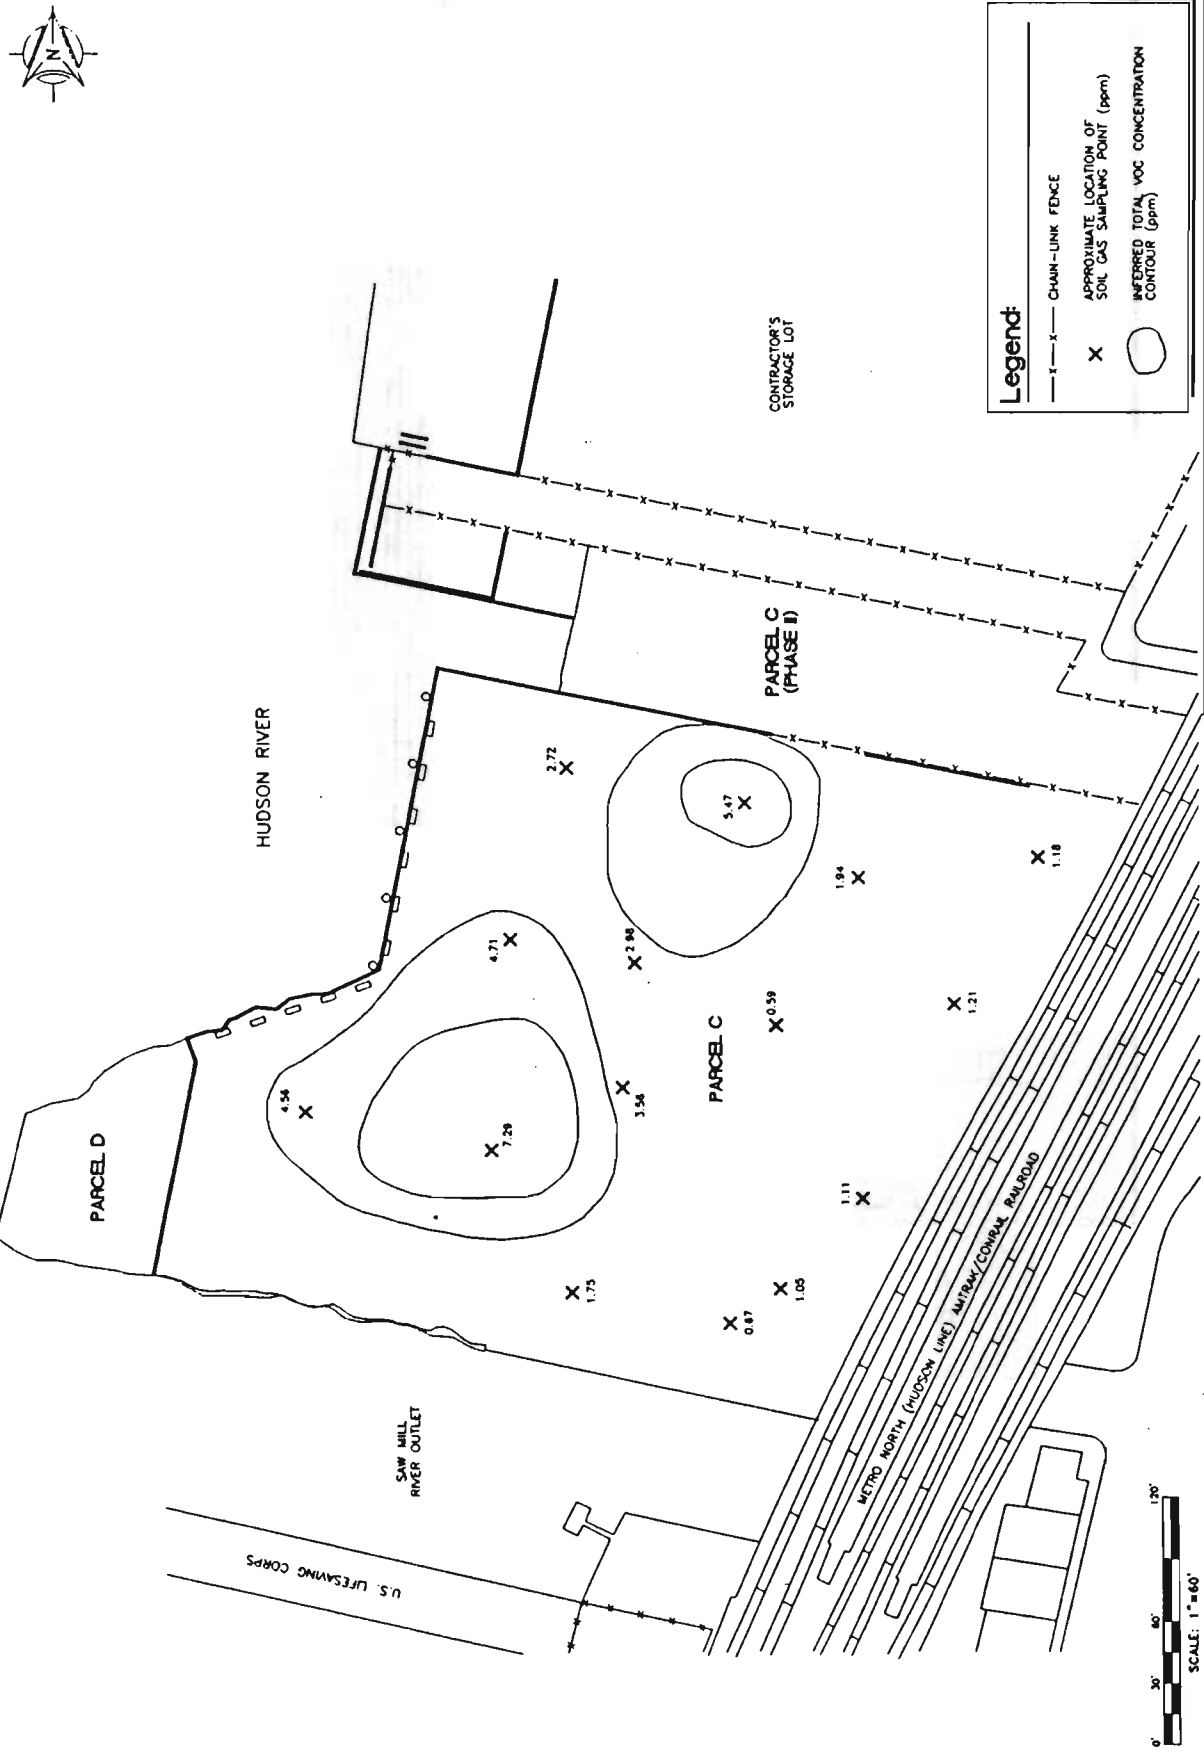 N
HUDSON RIVER
PARCEL D
CONTRACTOR'S
STORAGE LOT
PARCEL C
(PHASE II)
PARCEL C
2.72
5.47
4.71
2.98
1.94
1.18
0.59
1.21
4.56
7.29
3.56
1.11
1.75
0.87
1.05
SAW MILL
RIVER OUTLET
U.S. LIFESAVING CORPS
METRO NORTH (HUDSON LINE) AMTRAK/CONRAIL RAILROAD
Legend:
CHAIN-LINK FENCE
APPROXIMATE LOCATION OF
SOIL GAS SAMPLING POINT (ppm)
INFERRED TOTAL VOC CONCENTRATION
CONTOUR (ppm)
0' 30' 60' 120'
SCALE: 1"=60'